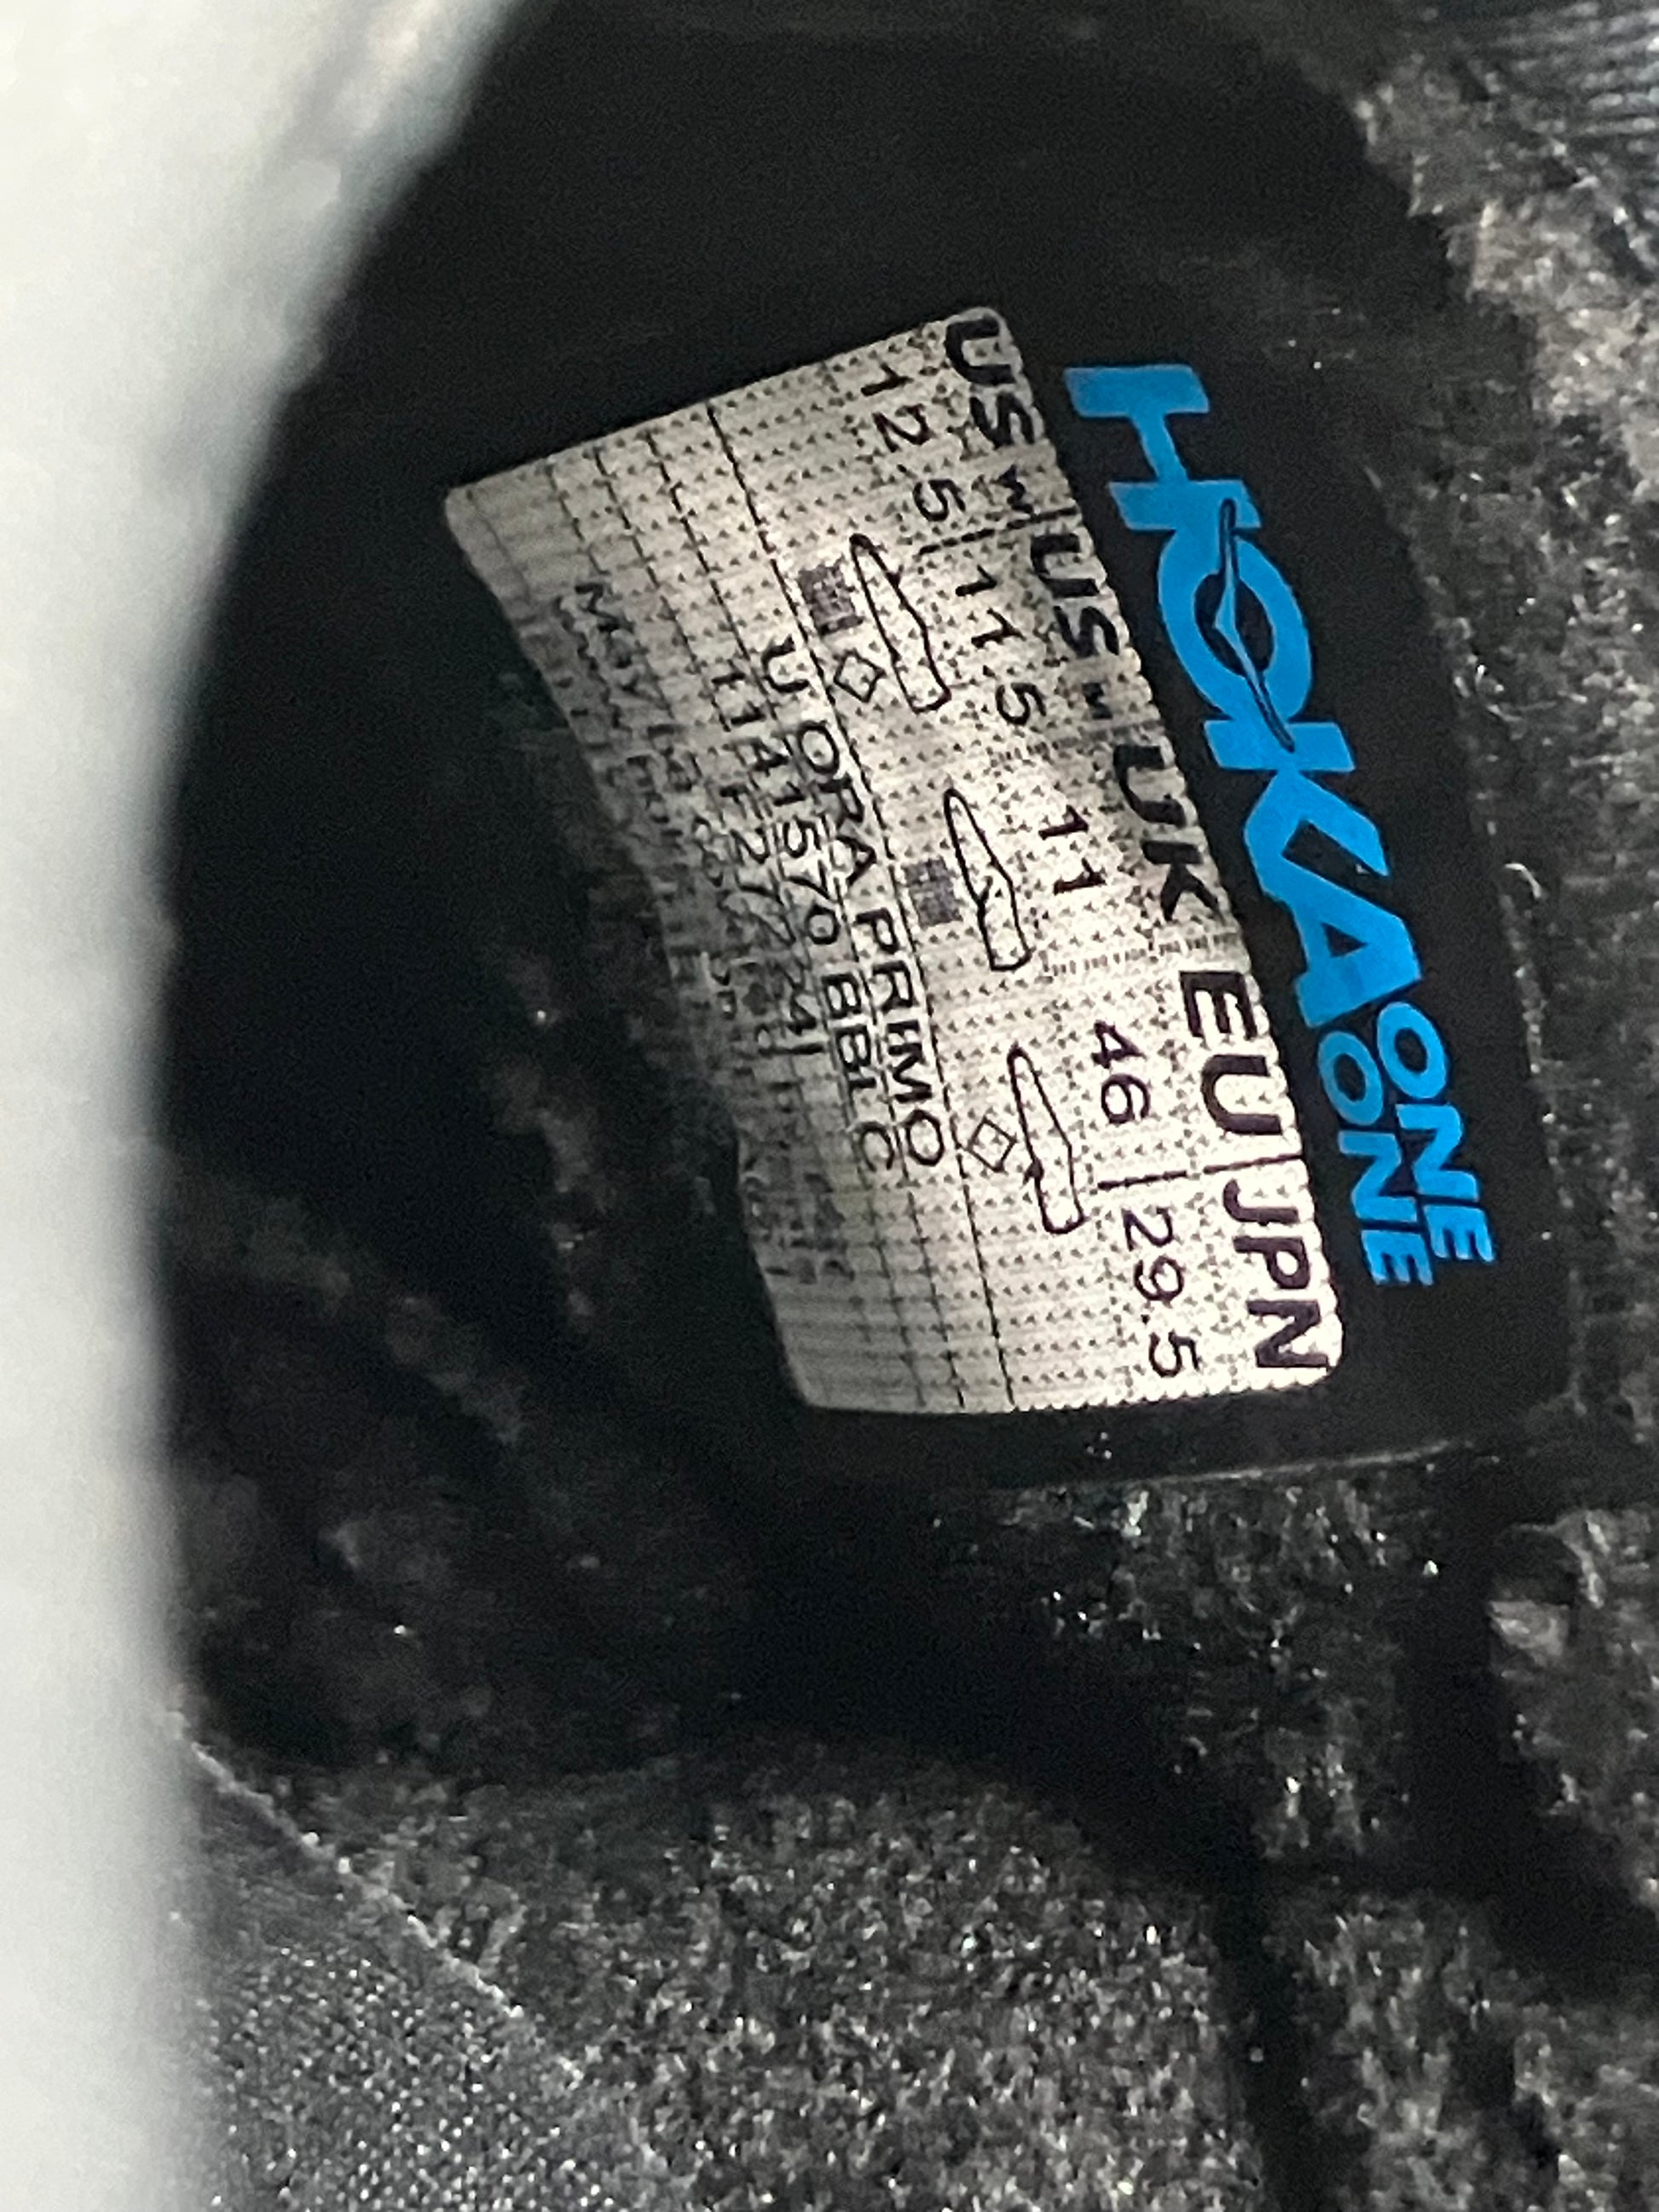 HOKA ONE ONE
US W | US M | UK | EU | JPN
12.5 | 11.5 | 11 | 46 | 29.5
U ORA PRIMO
1141570 BBLC
F27224